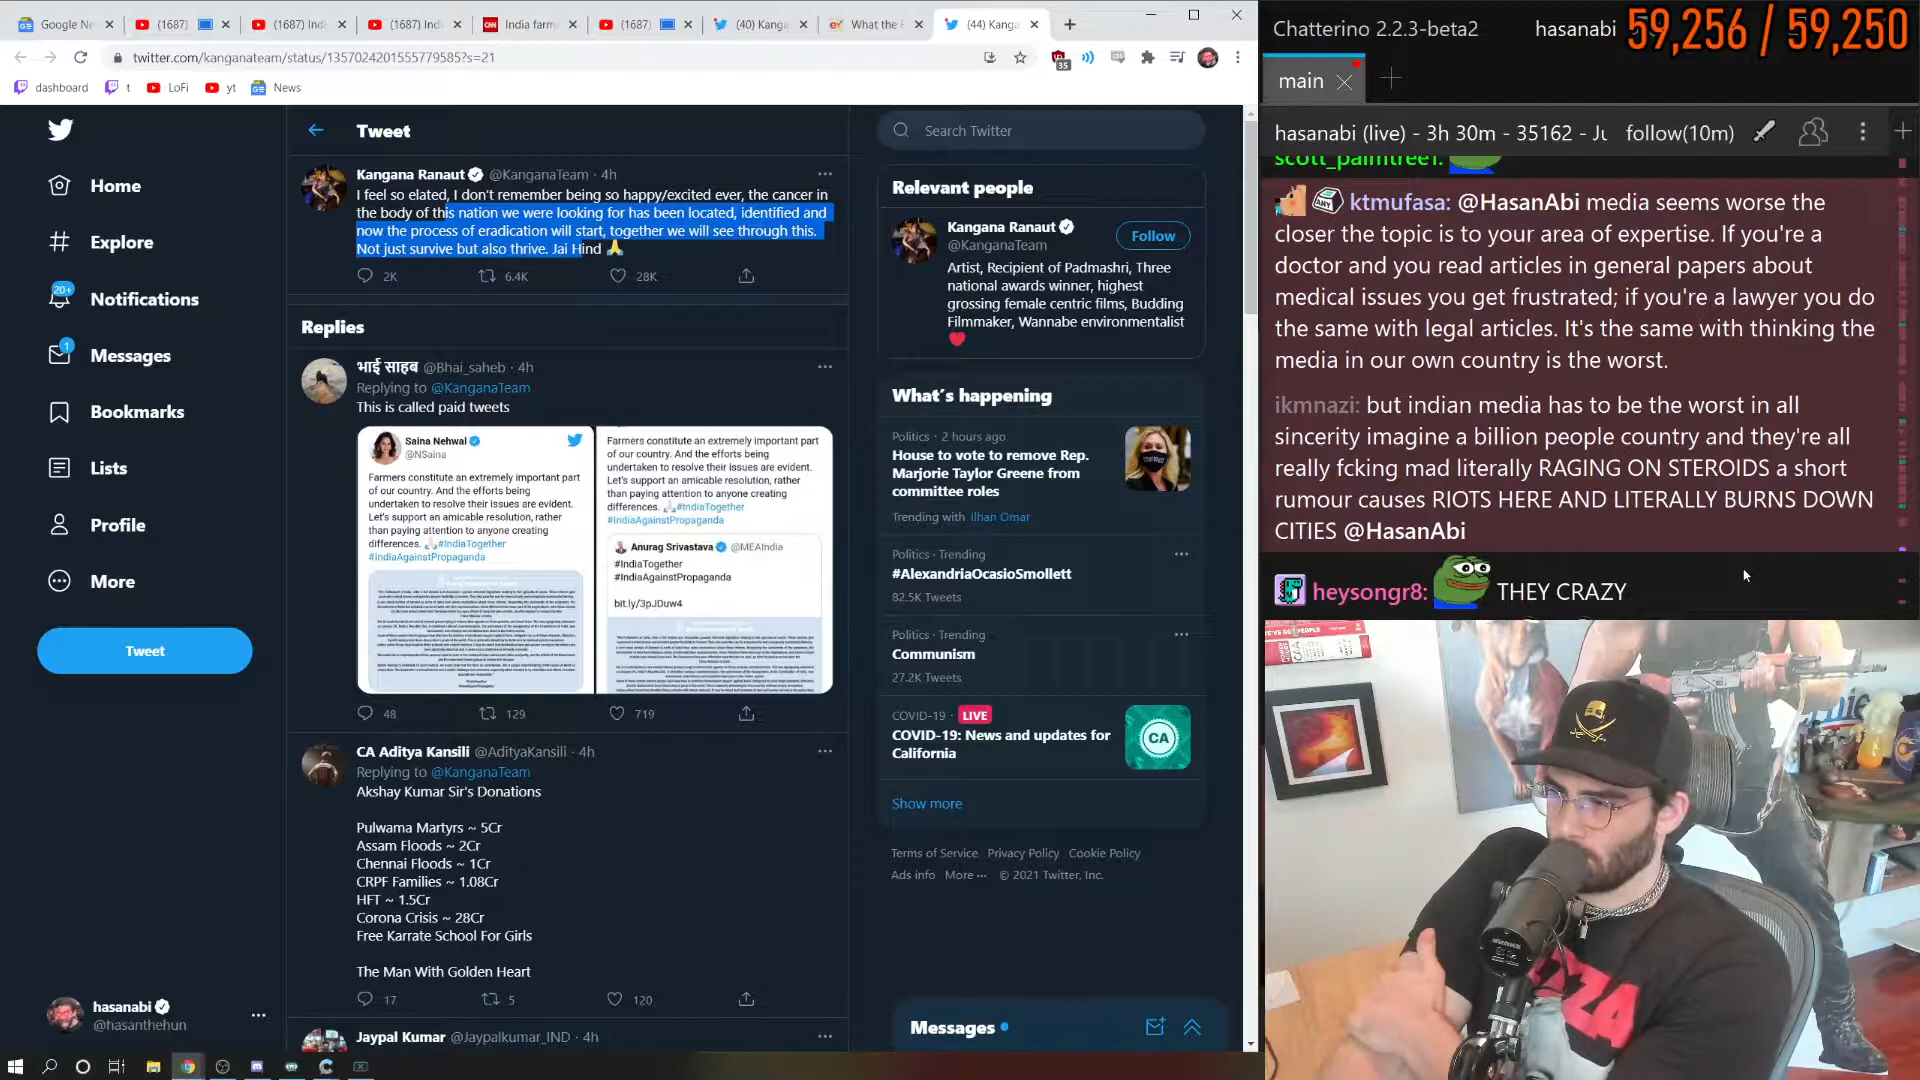 Google Ne
(1687)
(1687) Indi
(1687) Indi
India farm
(1687)
(40) Kanga
What the F
(44) Kanga
twitter.com/kanganateam/status/1357024201555779585?s=21
35
dashboard
t
LoFi
yt
News
Home
Explore
20+
Notifications
1
Messages
Bookmarks
Lists
Profile
More
Tweet
hasanabi
@hasanthehun
Tweet
Kangana Ranaut @KanganaTeam · 4h
I feel so elated, I don't remember being so happy/excited ever, the cancer in
the body of this nation we were looking for has been located, identified and
now the process of eradication will start, together we will see through this.
Not just survive but also thrive. Jai Hind 🙏
2K 6.4K 28K
Replies
भाई साहब @Bhai_saheb · 4h
Replying to @KanganaTeam
This is called paid tweets
Saina Nehwal
@NSaina
Farmers constitute an extremely important part
of our country. And the efforts being
undertaken to resolve their issues are evident.
Let's support an amicable resolution, rather
than paying attention to anyone creating
differences. 🙏🏻#IndiaTogether
#IndiaAgainstPropaganda
Farmers constitute an extremely important part
of our country. And the efforts being
undertaken to resolve their issues are evident.
Let's support an amicable resolution, rather
than paying attention to anyone creating
differences. 🙏🏻#IndiaTogether
#IndiaAgainstPropaganda
Anurag Srivastava @MEAIndia
#IndiaTogether
#IndiaAgainstPropaganda
bit.ly/3pJDuw4
48 129 719
CA Aditya Kansili @AdityaKansili · 4h
Replying to @KanganaTeam
Akshay Kumar Sir's Donations
Pulwama Martyrs ~ 5Cr
Assam Floods ~ 2Cr
Chennai Floods ~ 1Cr
CRPF Families ~ 1.08Cr
HFT ~ 1.5Cr
Corona Crisis ~ 28Cr
Free Karrate School For Girls
The Man With Golden Heart
17 5 120
Jaypal Kumar @Jaypalkumar_IND · 4h
Search Twitter
Relevant people
Kangana Ranaut
@KanganaTeam
Follow
Artist, Recipient of Padmashri, Three
national awards winner, highest
grossing female centric films, Budding
Filmmaker, Wannabe environmentalist
❤️
What's happening
Politics · 2 hours ago
House to vote to remove Rep.
Marjorie Taylor Greene from
committee roles
Trending with Ilhan Omar
Politics · Trending
#AlexandriaOcasioSmollett
82.5K Tweets
Politics · Trending
Communism
27.2K Tweets
COVID-19 · LIVE
COVID-19: News and updates for
California
CA
Show more
Terms of Service Privacy Policy Cookie Policy
Ads info More ··· © 2021 Twitter, Inc.
Messages
Chatterino 2.2.3-beta2
hasanabi
59,256 / 59,250
main
hasanabi (live) - 3h 30m - 35162 - Ju
follow(10m)
scott_palmtree1:
ktmufasa: @HasanAbi media seems worse the
closer the topic is to your area of expertise. If you're a
doctor and you read articles in general papers about
medical issues you get frustrated; if you're a lawyer you do
the same with legal articles. It's the same with thinking the
media in our own country is the worst.
ikmnazi: but indian media has to be the worst in all
sincerity imagine a billion people country and they're all
really fcking mad literally RAGING ON STEROIDS a short
rumour causes RIOTS HERE AND LITERALLY BURNS DOWN
CITIES @HasanAbi
heysongr8: THEY CRAZY